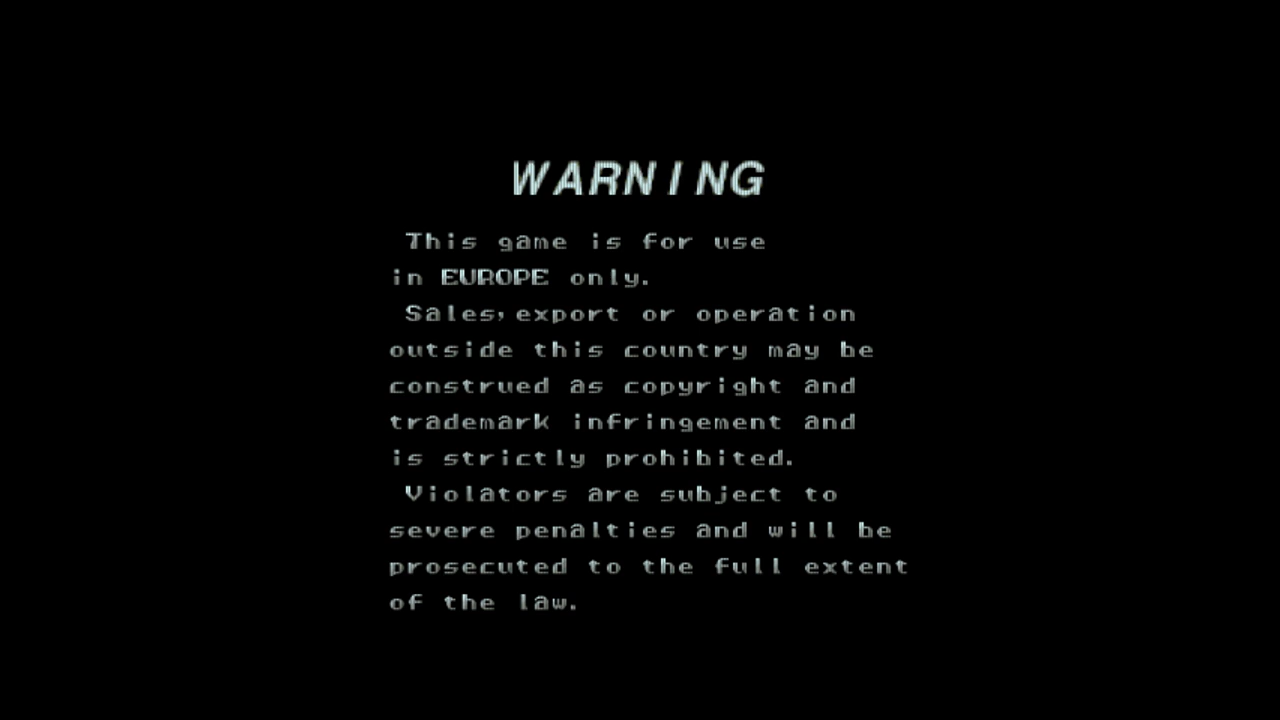 WARNING
This game is for use
in EUROPE only.
Sales,export or operation
outside this country may be
construed as copyright and
trademark infringement and
is strictly prohibited.
Violators are subject to
severe penalties and will be
prosecuted to the full extent
of the law.